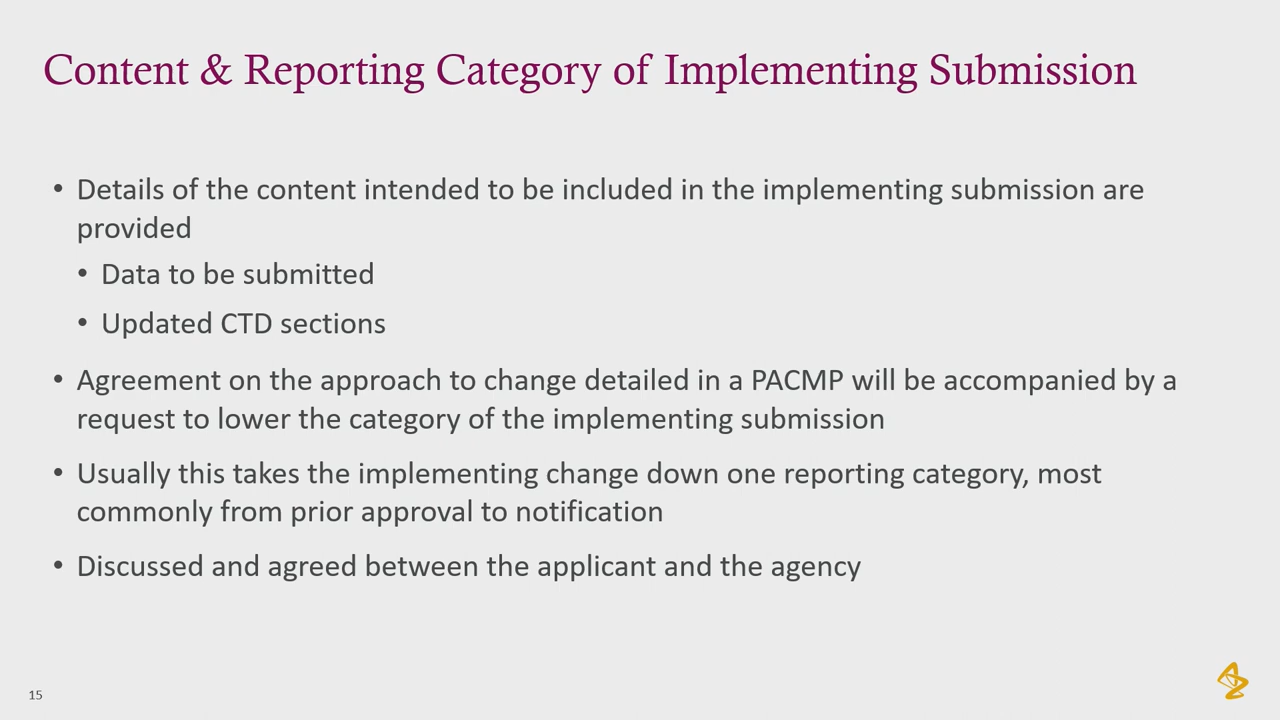 Content & Reporting Category of Implementing Submission
• Details of the content intended to be included in the implementing submission are
provided
• Data to be submitted
• Updated CTD sections
• Agreement on the approach to change detailed in a PACMP will be accompanied by a
request to lower the category of the implementing submission
• Usually this takes the implementing change down one reporting category, most
commonly from prior approval to notification
• Discussed and agreed between the applicant and the agency
15